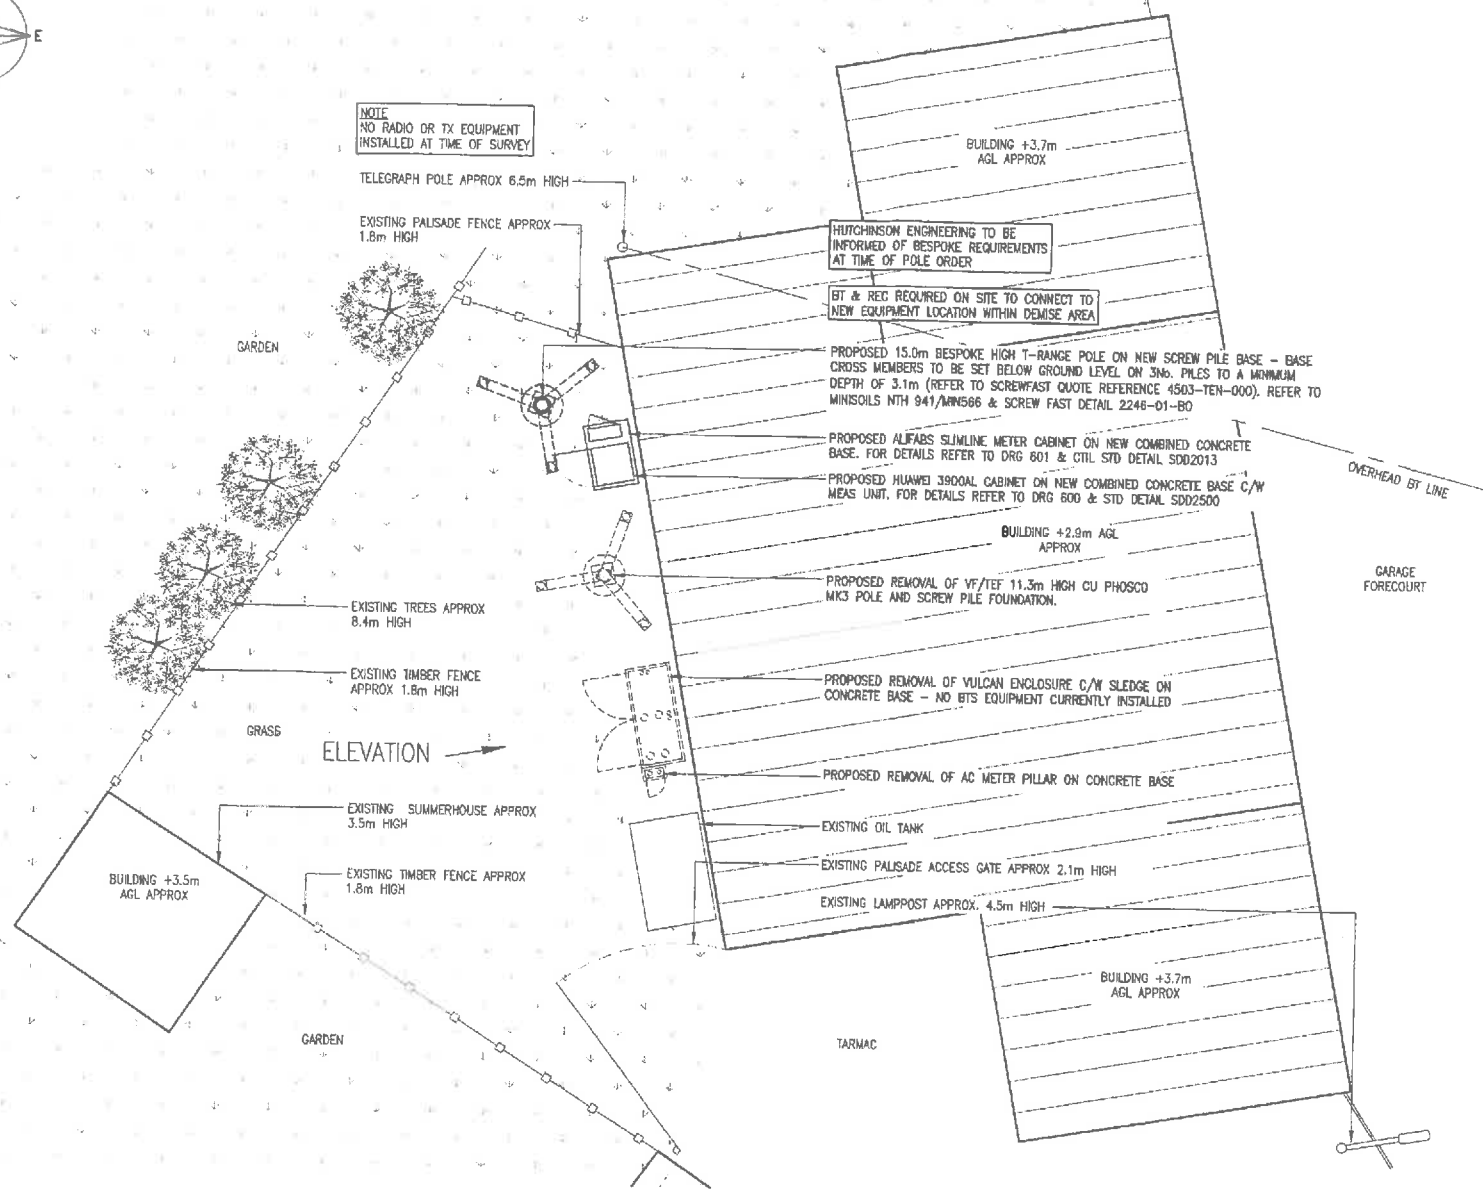 E
NOTE
NO RADIO OR TX EQUIPMENT
INSTALLED AT TIME OF SURVEY
TELEGRAPH POLE APPROX 6.5m HIGH
EXISTING PALISADE FENCE APPROX
1.8m HIGH
BUILDING +3.7m
AGL APPROX
HUTCHINSON ENGINEERING TO BE
INFORMED OF BESPOKE REQUIREMENTS
AT TIME OF POLE ORDER
BT & REC REQUIRED ON SITE TO CONNECT TO
NEW EQUIPMENT LOCATION WITHIN DEMISE AREA
GARDEN
PROPOSED 15.0m BESPOKE HIGH T-RANGE POLE ON NEW SCREW PILE BASE - BASE
CROSS MEMBERS TO BE SET BELOW GROUND LEVEL ON 3No. PILES TO A MINIMUM
DEPTH OF 3.1m (REFER TO SCREWFAST QUOTE REFERENCE 4503-TEN-000). REFER TO
MINISOILS NTH 941/MN566 & SCREW FAST DETAIL 2246-01-B0
PROPOSED ALIFABS SLIMLINE METER CABINET ON NEW COMBINED CONCRETE
BASE. FOR DETAILS REFER TO DRG 601 & CTIL STD DETAIL SDD2013
PROPOSED HUAWEI 3900AL CABINET ON NEW COMBINED CONCRETE BASE C/W
MEAS UNIT. FOR DETAILS REFER TO DRG 600 & STD DETAIL SDD2500
OVERHEAD BT LINE
BUILDING +2.9m AGL
APPROX
GARAGE
FORECOURT
PROPOSED REMOVAL OF VF/TEF 11.3m HIGH CU PHOSCO
MK3 POLE AND SCREW PILE FOUNDATION.
EXISTING TREES APPROX
8.4m HIGH
EXISTING TIMBER FENCE
APPROX 1.8m HIGH
PROPOSED REMOVAL OF VULCAN ENCLOSURE C/W SLEDGE ON
CONCRETE BASE - NO BTS EQUIPMENT CURRENTLY INSTALLED
GRASS
ELEVATION
PROPOSED REMOVAL OF AC METER PILLAR ON CONCRETE BASE
EXISTING SUMMERHOUSE APPROX
3.5m HIGH
EXISTING OIL TANK
EXISTING PALISADE ACCESS GATE APPROX 2.1m HIGH
BUILDING +3.5m
AGL APPROX
EXISTING TIMBER FENCE APPROX
1.8m HIGH
EXISTING LAMPPOST APPROX. 4.5m HIGH
BUILDING +3.7m
AGL APPROX
GARDEN
TARMAC